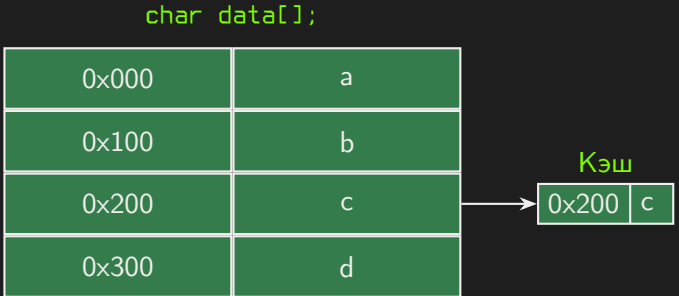 char data[];
0x000 a
0x100 b
Кэш
0x200 c 0x200 c
0x300 d